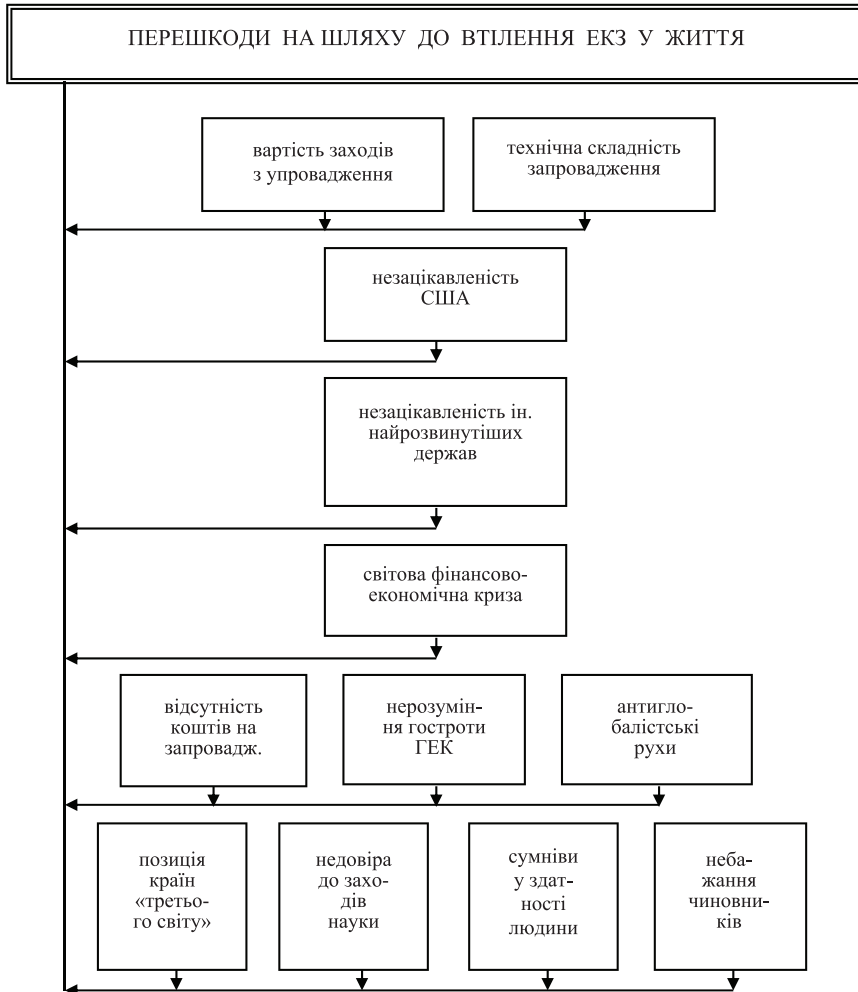 ПЕРЕШКОДИ НА ШЛЯХУ ДО ВТІЛЕННЯ ЕКЗ У ЖИТТЯ
вартість заходів
з упровадження
технічна складність
запровадження
незацікавленість
США
незацікавленість ін.
найрозвинутіших
держав
світова фінансово-
економічна криза
відсутність
коштів на
запровадж.
нерозумін-
ня гостроти
ГЕК
антигло-
балістські
рухи
позиція
країн
«третьо-
го світу»
недовіра
до захо-
дів
науки
сумніви
у здат-
ності
людини
неба-
жання
чиновни-
ків